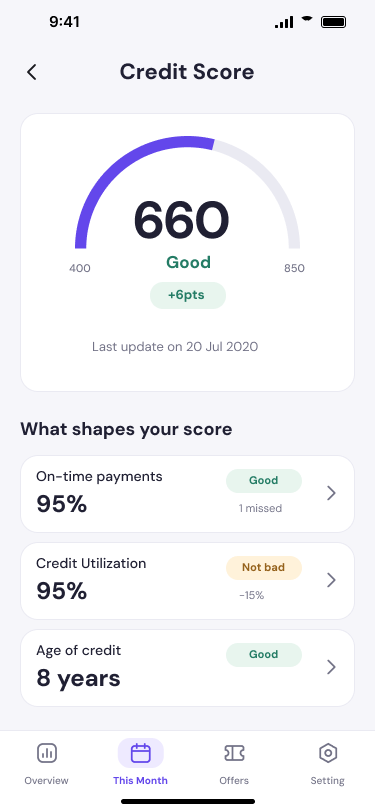 9:41
Credit Score
660
Good
400
850
+6pts
Last update on 20 Jul 2020
What shapes your score
On-time payments
Good
95%
1 missed
Credit Utilization
Not bad
95%
-15%
Age of credit
Good
8 years
Overview
This Month
Offers
Setting